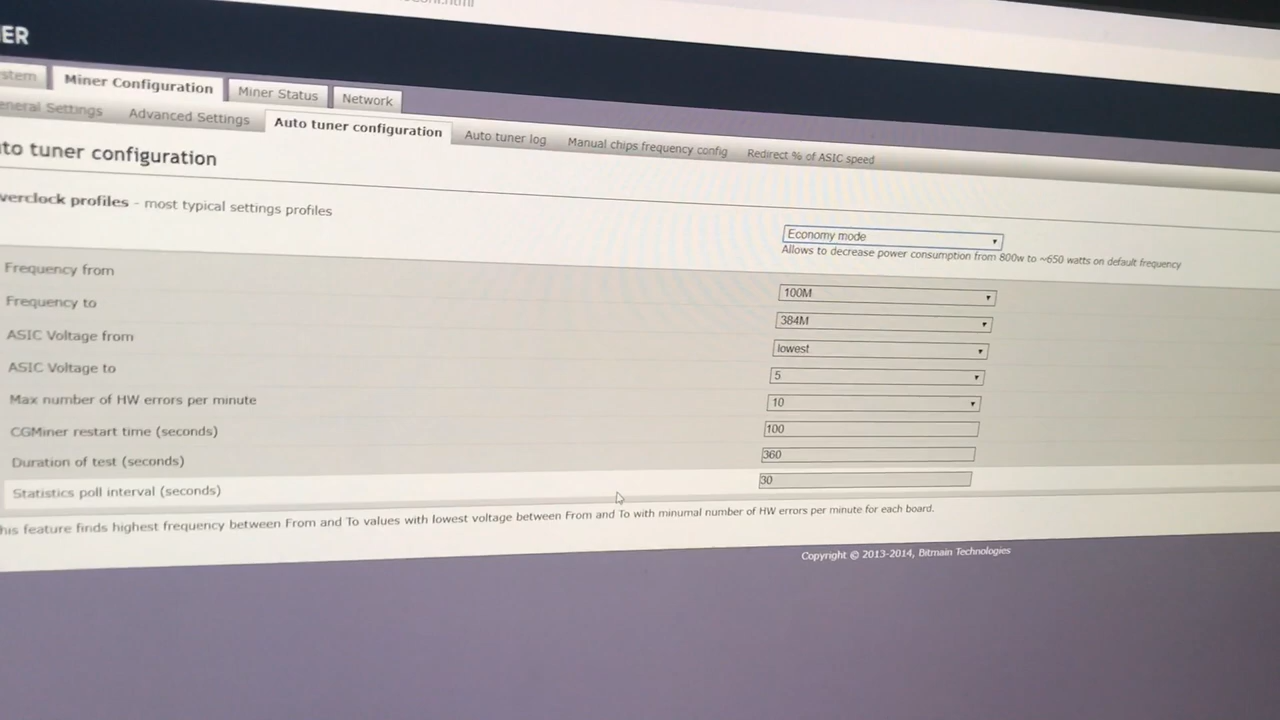 ER
stem Miner Configuration Miner Status Network
eneral Settings Advanced Settings Auto tuner configuration Auto tuner log Manual chips frequency config Redirect % of ASIC speed
to tuner configuration
verclock profiles - most typical settings profiles
Economy mode
Allows to decrease power consumption from 800w to ~650 watts on default frequency
Frequency from 100M
Frequency to 384M
ASIC Voltage from lowest
ASIC Voltage to 5
Max number of HW errors per minute 10
CGMiner restart time (seconds) 100
Duration of test (seconds) 360
Statistics poll interval (seconds) 30
his feature finds highest frequency between From and To values with lowest voltage between From and To with minumal number of HW errors per minute for each board.
Copyright © 2013-2014, Bitmain Technologies